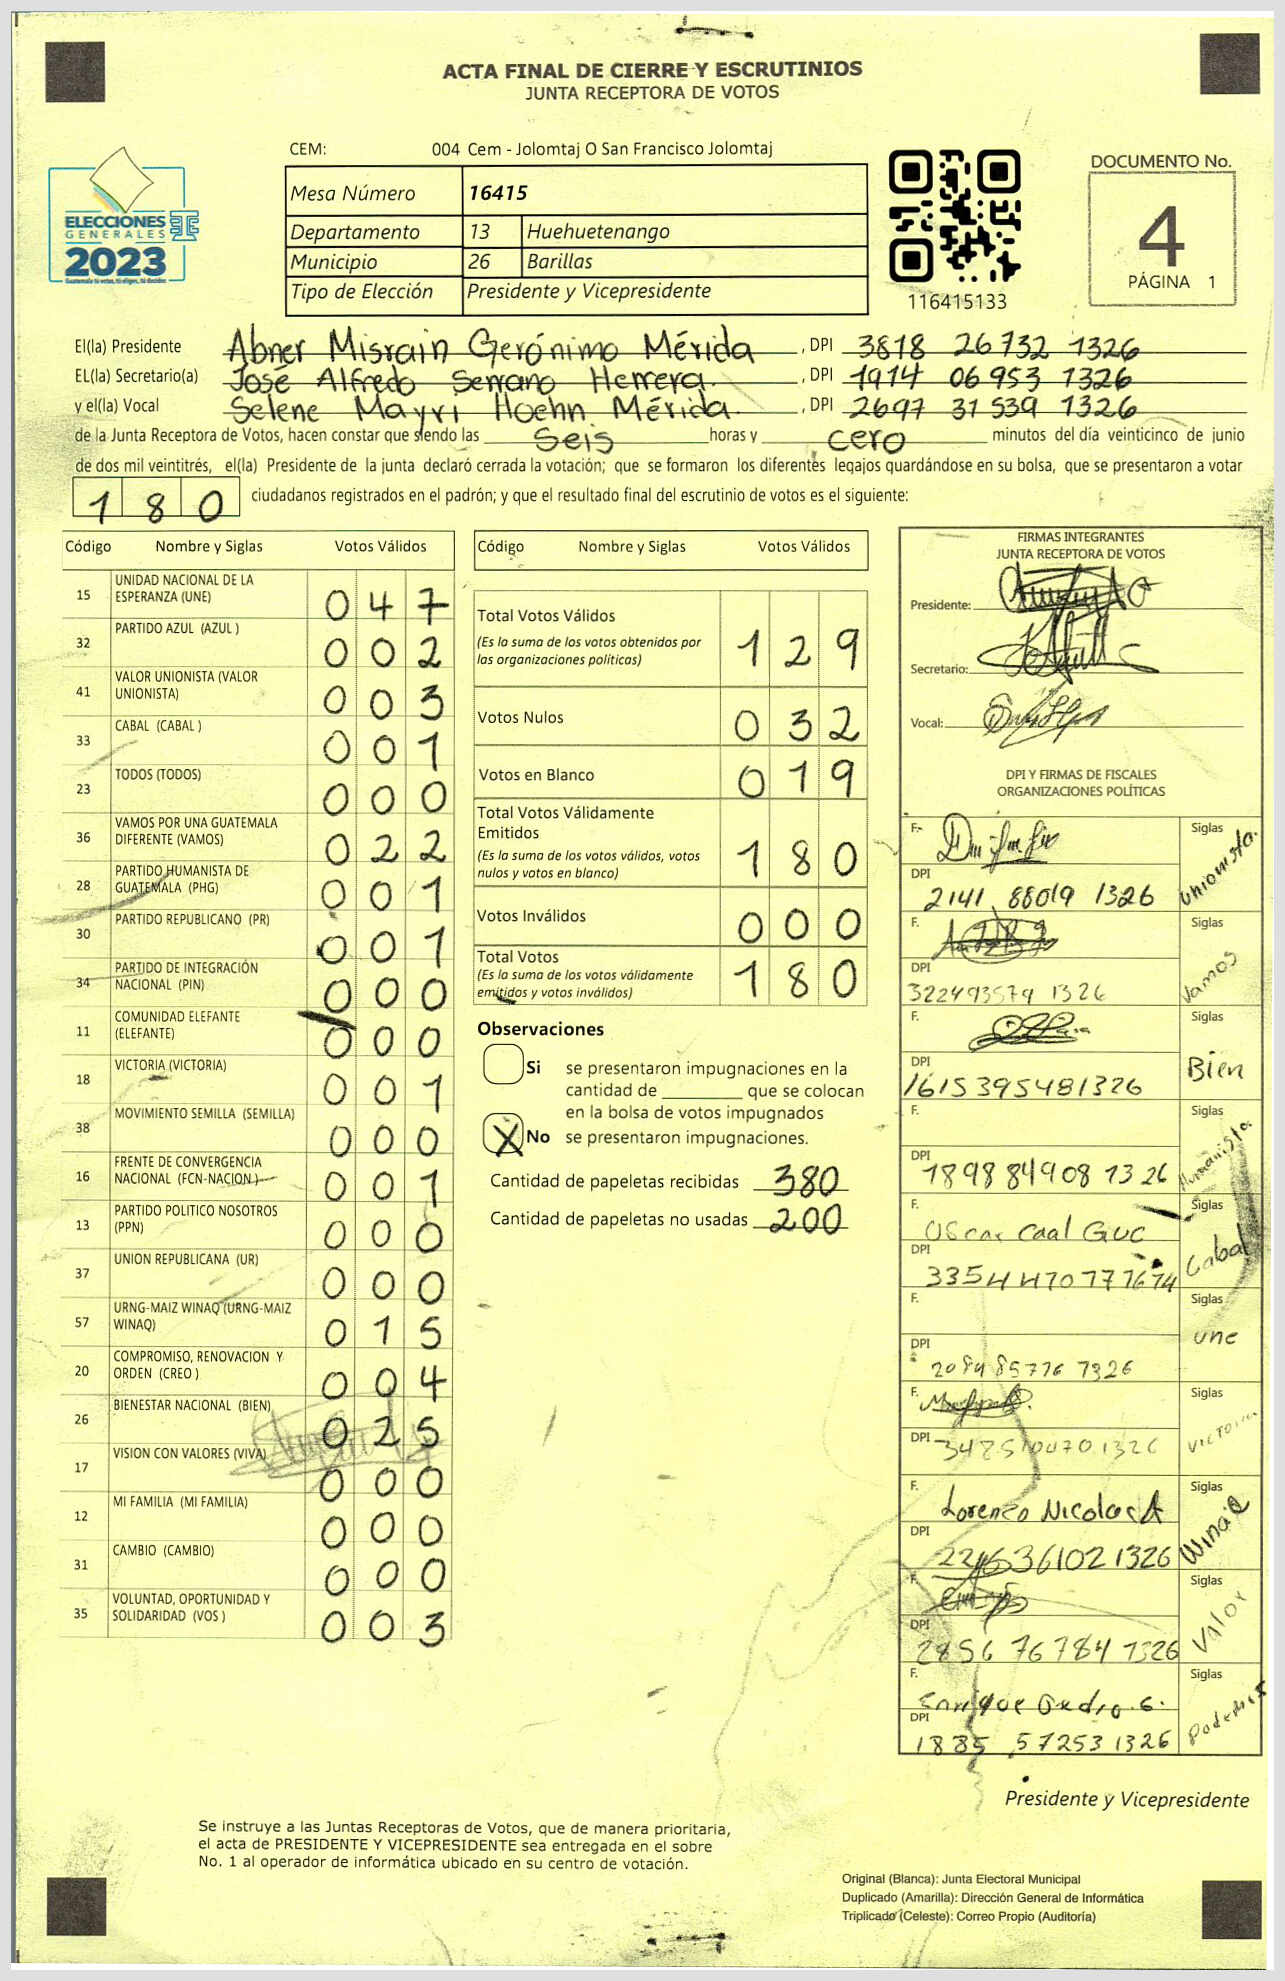 ACTA FINAL DE CIERRE Y ESCRUTINIOS
JUNTA RECEPTORA DE VOTOS
CEM: 004 Cem - Jolomtaj O San Francisco Jolomtaj
ELECCIONES
GENERALES
2023
Mesa Número 16415
Departamento 13 Huehuetenango
Municipio 26 Barillas
Tipo de Elección Presidente y Vicepresidente
116415133
DOCUMENTO No.
4
PÁGINA 1
El(la) Presidente Abner Misrain Gerónimo Mérida , DPI 3818 26732 1326
EL(la) Secretario(a) José Alfredo Serrano Herrera. , DPI 1914 06953 1326
y el(la) Vocal Selene Mayri Hoehn Mérida. , DPI 2697 31539 1326
de la Junta Receptora de Votos, hacen constar que siendo las Seis horas y cero minutos del día veinticinco de junio
de dos mil veintitrés, el(la) Presidente de la junta declaró cerrada la votación; que se formaron los diferentes legajos quardándose en su bolsa, que se presentaron a votar
180 ciudadanos registrados en el padrón; y que el resultado final del escrutinio de votos es el siguiente:
Código Nombre y Siglas Votos Válidos
15 UNIDAD NACIONAL DE LA ESPERANZA (UNE) 047
32 PARTIDO AZUL (AZUL ) 002
41 VALOR UNIONISTA (VALOR UNIONISTA) 003
33 CABAL (CABAL ) 001
23 TODOS (TODOS) 000
36 VAMOS POR UNA GUATEMALA DIFERENTE (VAMOS) 022
28 PARTIDO HUMANISTA DE GUATEMALA (PHG) 001
30 PARTIDO REPUBLICANO (PR) 001
34 PARTIDO DE INTEGRACIÓN NACIONAL (PIN) 000
11 COMUNIDAD ELEFANTE (ELEFANTE) 000
18 VICTORIA (VICTORIA) 001
38 MOVIMIENTO SEMILLA (SEMILLA) 000
16 FRENTE DE CONVERGENCIA NACIONAL (FCN-NACION ) 001
13 PARTIDO POLITICO NOSOTROS (PPN) 000
37 UNION REPUBLICANA (UR) 000
57 URNG-MAIZ WINAQ (URNG-MAIZ WINAQ) 015
20 COMPROMISO, RENOVACION Y ORDEN (CREO ) 004
26 BIENESTAR NACIONAL (BIEN) 025
17 VISION CON VALORES (VIVA) 000
12 MI FAMILIA (MI FAMILIA) 000
31 CAMBIO (CAMBIO) 000
35 VOLUNTAD, OPORTUNIDAD Y SOLIDARIDAD (VOS ) 003
Código Nombre y Siglas Votos Válidos
Total Votos Válidos 129
(Es la suma de los votos obtenidos por
las organizaciones políticas)
Votos Nulos 032
Votos en Blanco 019
Total Votos Válidamente
Emitidos 180
(Es la suma de los votos válidos, votos
nulos y votos en blanco)
Votos Inválidos 000
Total Votos 180
(Es la suma de los votos válidamente
emitidos y votos inválidos)
Observaciones
Si se presentaron impugnaciones en la
cantidad de ________ que se colocan
en la bolsa de votos impugnados
X No se presentaron impugnaciones.
Cantidad de papeletas recibidas 380
Cantidad de papeletas no usadas 200
FIRMAS INTEGRANTES
JUNTA RECEPTORA DE VOTOS
Presidente:
Secretario:
Vocal:
DPI Y FIRMAS DE FISCALES
ORGANIZACIONES POLÍTICAS
F. Siglas Unionista.
DPI 2141 88019 1326
F. Siglas Vamos
DPI 322493579 1326
F. Siglas Bien
DPI 1615395481326
F. Siglas Humanista
DPI 189884908 1326
F. Oscar Caal Guc Siglas Cabal
DPI 3354470771674
F. Siglas une
DPI
F. Siglas Victoria
DPI
F. Lorenzo Nicolas A Siglas Winaq
DPI
F. Siglas Valor
DPI 2856 76784 1326
F. Enrique Pedro.G. Siglas Podemos
DPI 1885 57253 1326
Presidente y Vicepresidente
Se instruye a las Juntas Receptoras de Votos, que de manera prioritaria,
el acta de PRESIDENTE Y VICEPRESIDENTE sea entregada en el sobre
No. 1 al operador de informática ubicado en su centro de votación.
Original (Blanca): Junta Electoral Municipal
Duplicado (Amarilla): Dirección General de Informática
Triplicado (Celeste): Correo Propio (Auditoría)